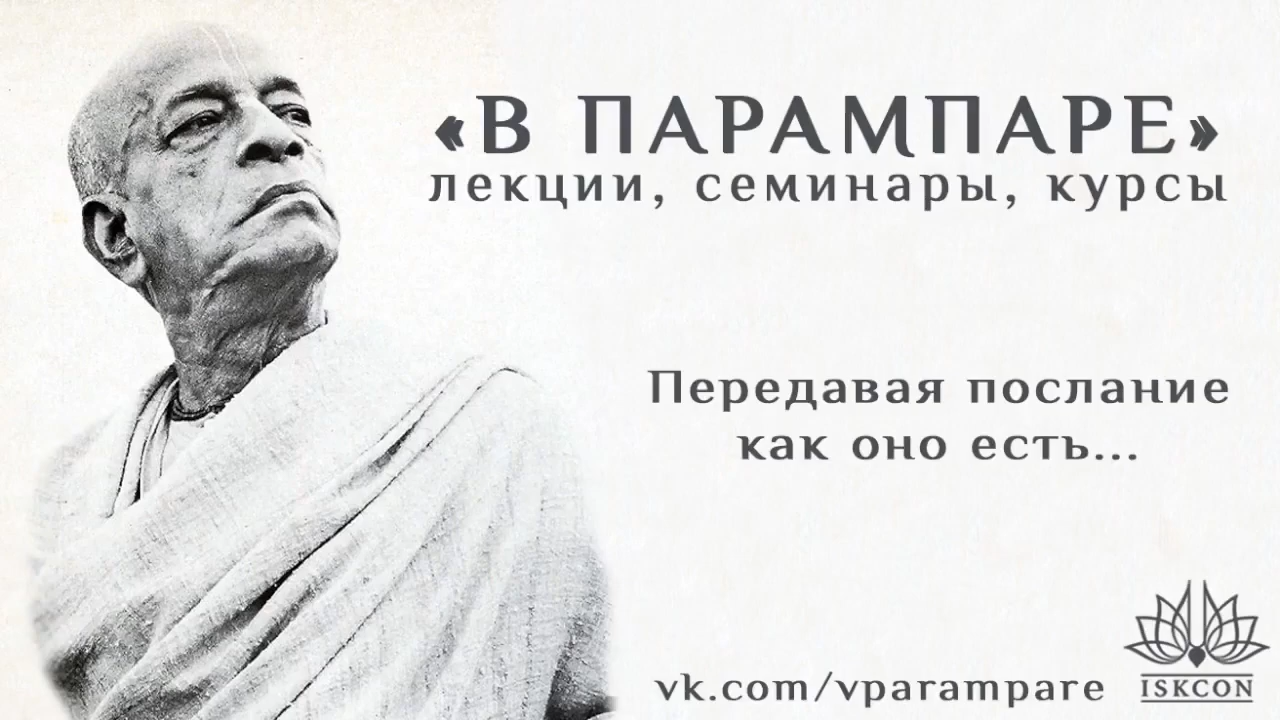 «В ПАРАМПАРЕ»
лекции, семинары, курсы
Передавая послание
как оно есть...
vk.com/vparampare
ISKCON